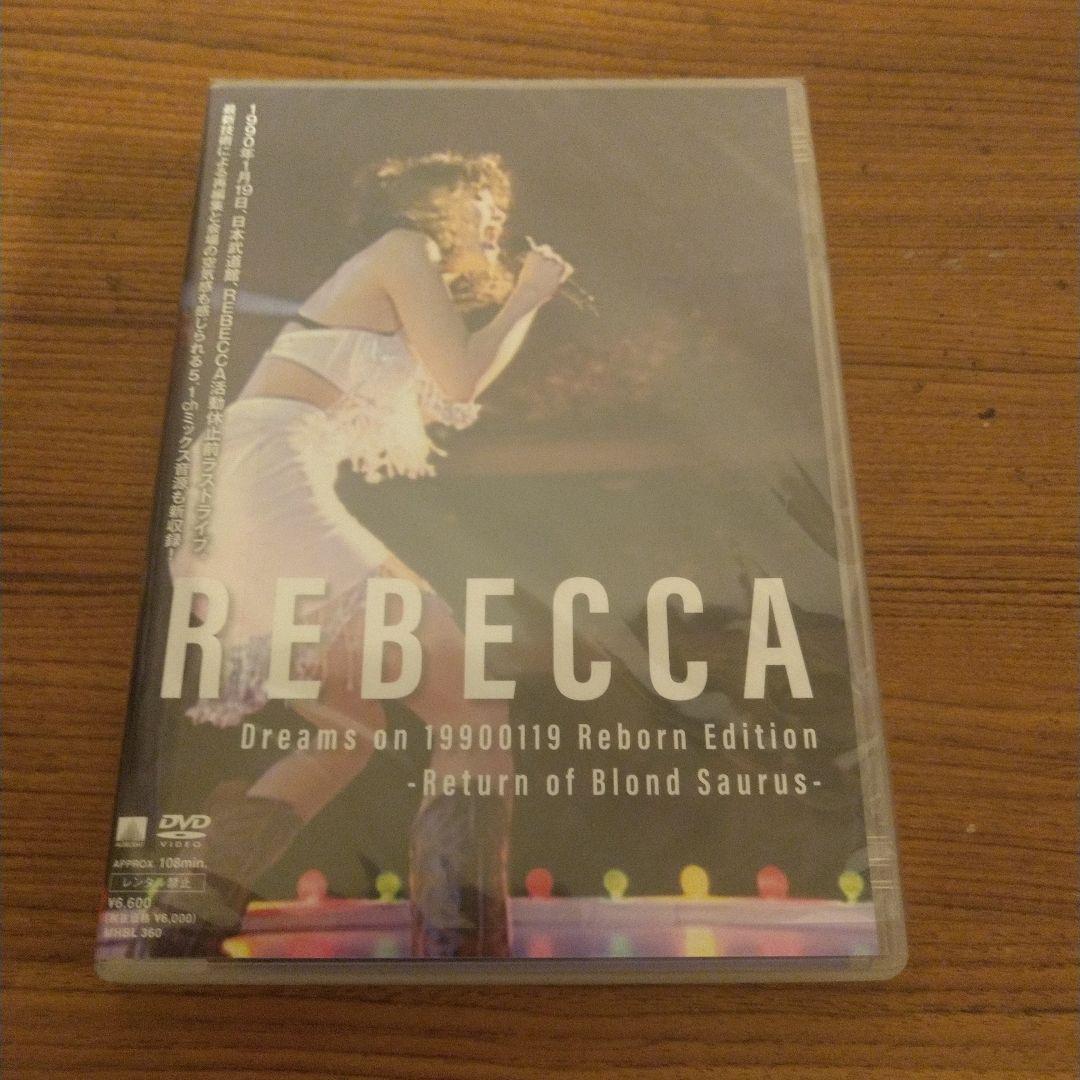 1990年1月19日、日本武道館、REBECCA活動休止前ラストライブ、
最新技術による再編集と会場の空気感も感じられる5.1chミックス音源も新収録!
REBECCA
Dreams on 19900119 Reborn Edition
-Return of Blond Saurus-
DVD
VIDEO
APPROX. 108min.
レンタル禁止
¥6,600
(税抜価格 ¥6,000)
MHBL 360